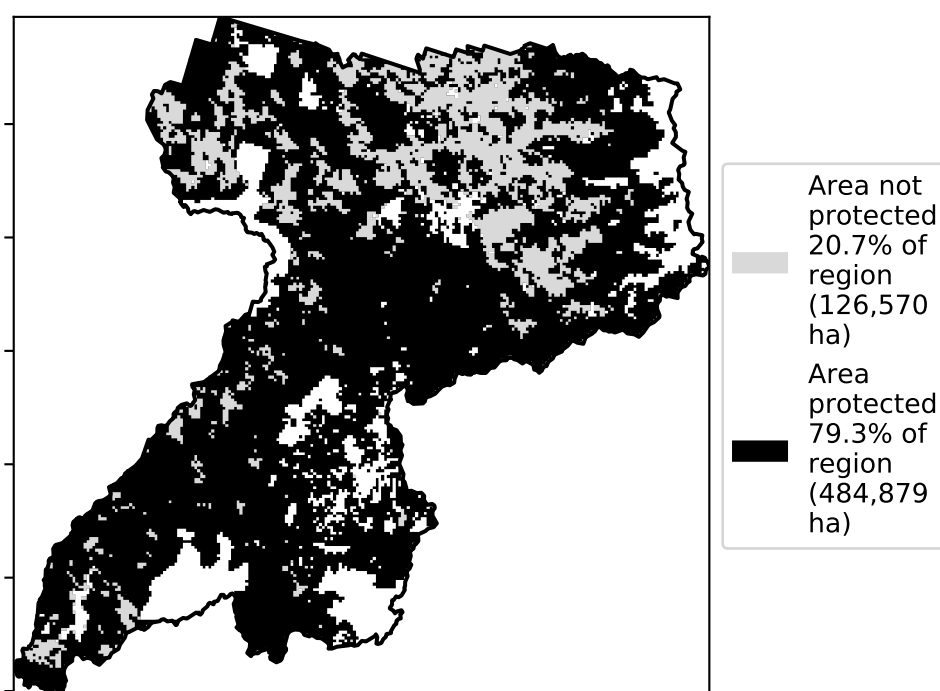 Area not
protected
20.7% of
region
(126,570
ha)
Area
protected
79.3% of
region
(484,879
ha)